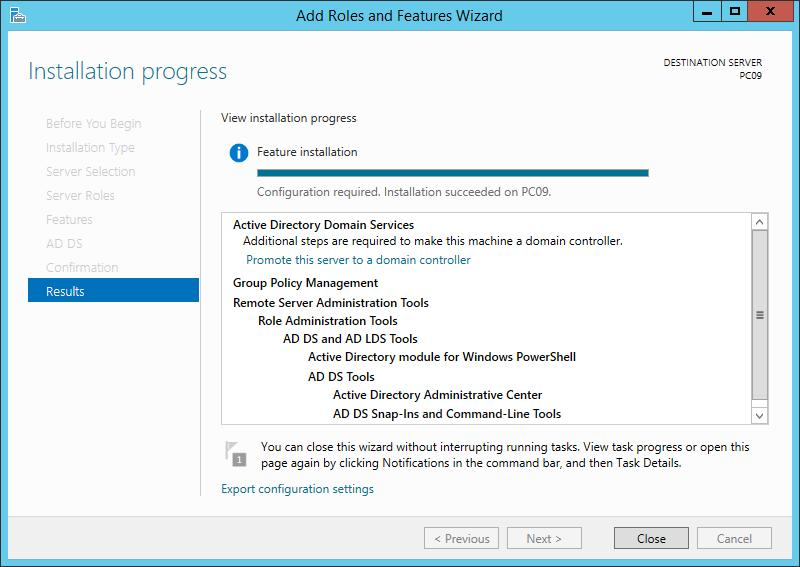 Add Roles and Features Wizard
Installation progress
DESTINATION SERVER
PC09
Before You Begin
Installation Type
Server Selection
Server Roles
Features
AD DS
Confirmation
Results
View installation progress
Feature installation
Configuration required. Installation succeeded on PC09.
Active Directory Domain Services
Additional steps are required to make this machine a domain controller.
Promote this server to a domain controller
Group Policy Management
Remote Server Administration Tools
Role Administration Tools
AD DS and AD LDS Tools
Active Directory module for Windows PowerShell
AD DS Tools
Active Directory Administrative Center
AD DS Snap-Ins and Command-Line Tools
1
You can close this wizard without interrupting running tasks. View task progress or open this
page again by clicking Notifications in the command bar, and then Task Details.
Export configuration settings
< Previous
Next >
Close
Cancel